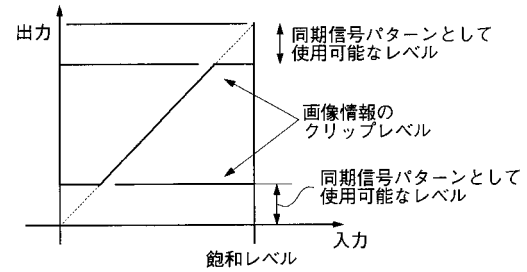 出力
同期信号パターンとして
使用可能なレベル
画像情報の
クリップレベル
同期信号パターンとして
使用可能なレベル
入力
飽和レベル